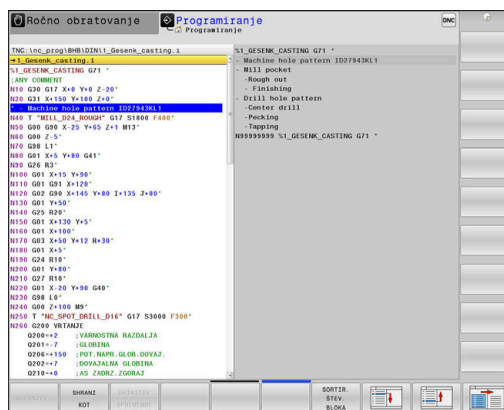 Ročno obratovanje
Programiranje
Programiranje
DNC
TNC:\nc_prog\BHB\DIN\1_Gesenk_casting.i
→1_Gesenk_casting.i
%1_GESENK_CASTING G71 *
;ANY COMMENT
N10 G30 G17 X+0 Y+0 Z-20*
N20 G31 X+150 Y+100 Z+0*
* - Machine hole pattern ID27943KL1
N40 T "MILL_D24_ROUGH" G17 S1800 F400*
N50 G00 G90 X-25 Y+65 Z+1 M13*
N60 G00 Z-5*
N70 G98 L1*
N80 G01 X+5 Y+80 G41*
N90 G26 R3*
N100 G01 X+15 Y+90*
N110 G01 G91 X+120*
N120 G02 G90 X+145 Y+80 I+135 J+80*
N130 G01 Y+50*
N140 G25 R20*
N150 G01 X+130 Y+5*
N160 G01 X+100*
N170 G03 X+50 Y+12 R+30*
N180 G01 X+5*
N190 G24 R10*
N200 G01 Y+80*
N210 G27 R10*
N220 G01 X-20 Y+90 G40*
N230 G98 L0*
N240 G00 Z+100 M9*
N250 T "NC_SPOT_DRILL_D16" G17 S3000 F300*
N260 G200 VRTANJE
Q200=+2 ;VARNOSTNA RAZDALJA
Q201=-7 ;GLOBINA
Q206=+150 ;POT.NAPR.GLOB.DOVAJ.
Q202=+7 ;DOVAJALNA GLOBINA
Q210=+0 ;AS ZADRZ.ZGORAJ
%1_GESENK_CASTING G71 *
- Machine hole pattern ID27943KL1
- Mill pocket
-Rough out
- Finishing
- Drill hole pattern
-Center drill
-Pecking
-Tapping
N99999999 %1_GESENK_CASTING G71 *
SHRANI
KOT
SORTIR.
ŠTEV.
BLOKA